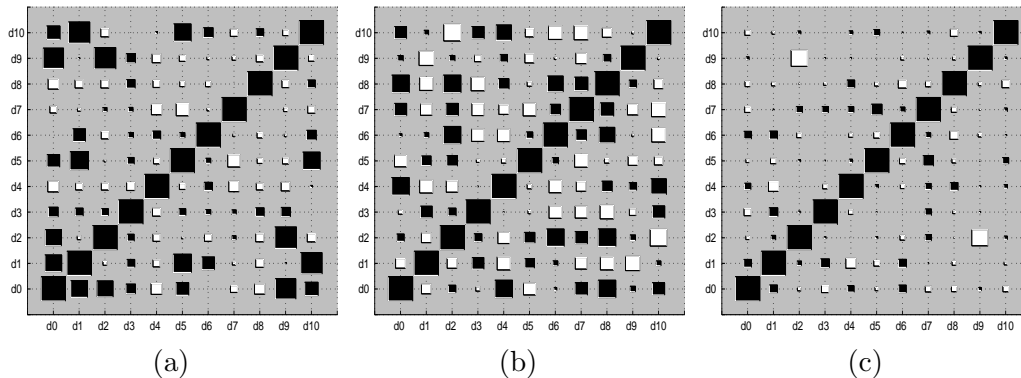 d10 d10 d10
d9 d9 d9
d8 d8 d8
d7 d7 d7
d6 d6 d6
d5 d5 d5
d4 d4 d4
d3 d3 d3
d2 d2 d2
d1 d1 d1
d0 d0 d0
d0 d1 d2 d3 d4 d5 d6 d7 d8 d9 d10 d0 d1 d2 d3 d4 d5 d6 d7 d8 d9 d10 d0 d1 d2 d3 d4 d5 d6 d7 d8 d9 d10
(a) (b) (c)